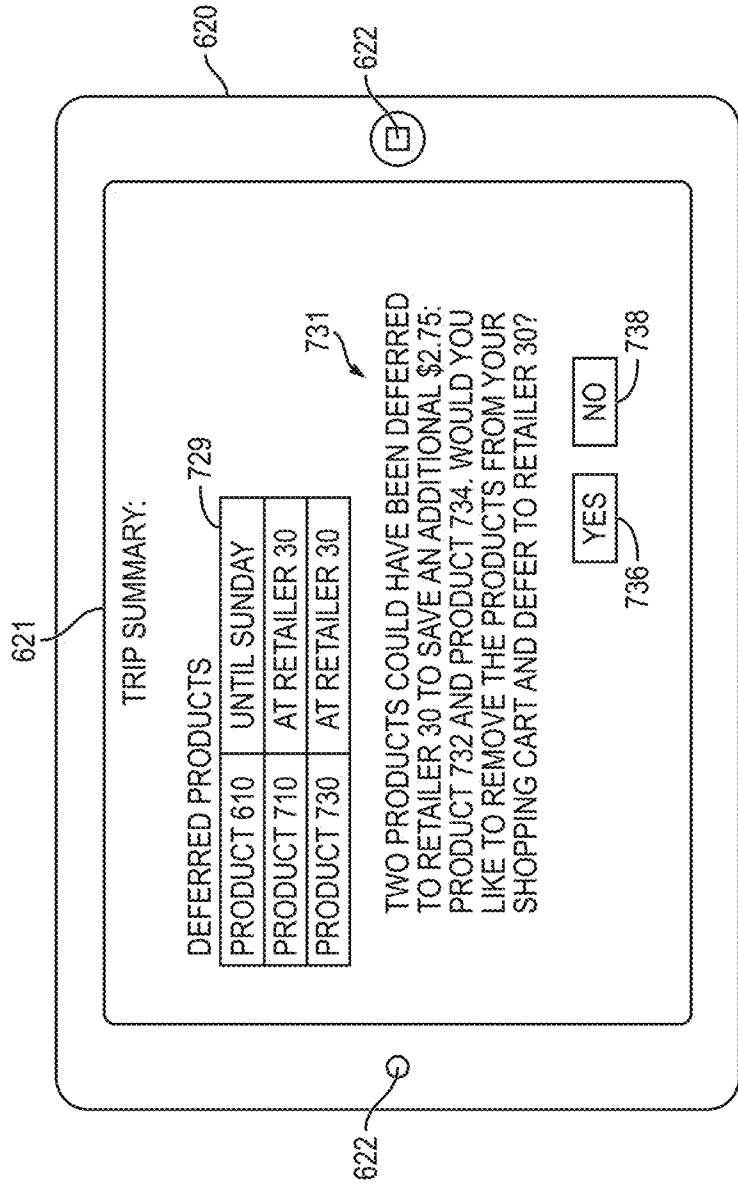 621
620
TRIP SUMMARY:
DEFERRED PRODUCTS
729
PRODUCT 610 UNTIL SUNDAY
PRODUCT 710 AT RETAILER 30
PRODUCT 730 AT RETAILER 30
731
622
622
TWO PRODUCTS COULD HAVE BEEN DEFERRED
TO RETAILER 30 TO SAVE AN ADDITIONAL $2.75:
PRODUCT 732 AND PRODUCT 734. WOULD YOU
LIKE TO REMOVE THE PRODUCTS FROM YOUR
SHOPPING CART AND DEFER TO RETAILER 30?
YES
NO
736
738